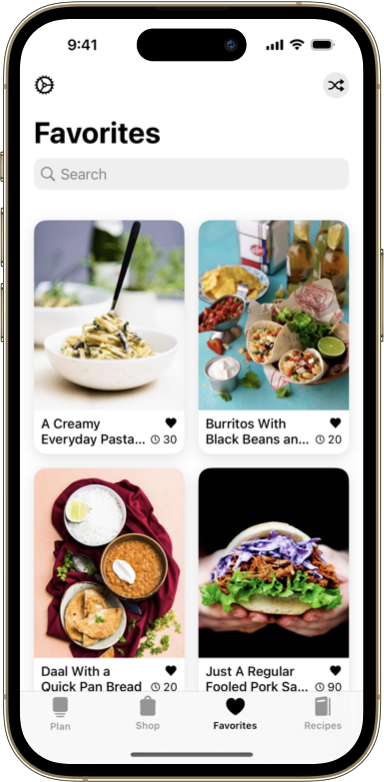 9:41
Favorites
Search
A Creamy
Everyday Pasta... 30
Burritos With
Black Beans an... 20
Daal With a
Quick Pan Bread 20
Just A Regular
Fooled Pork Sa... 90
Plan
Shop
Favorites
Recipes